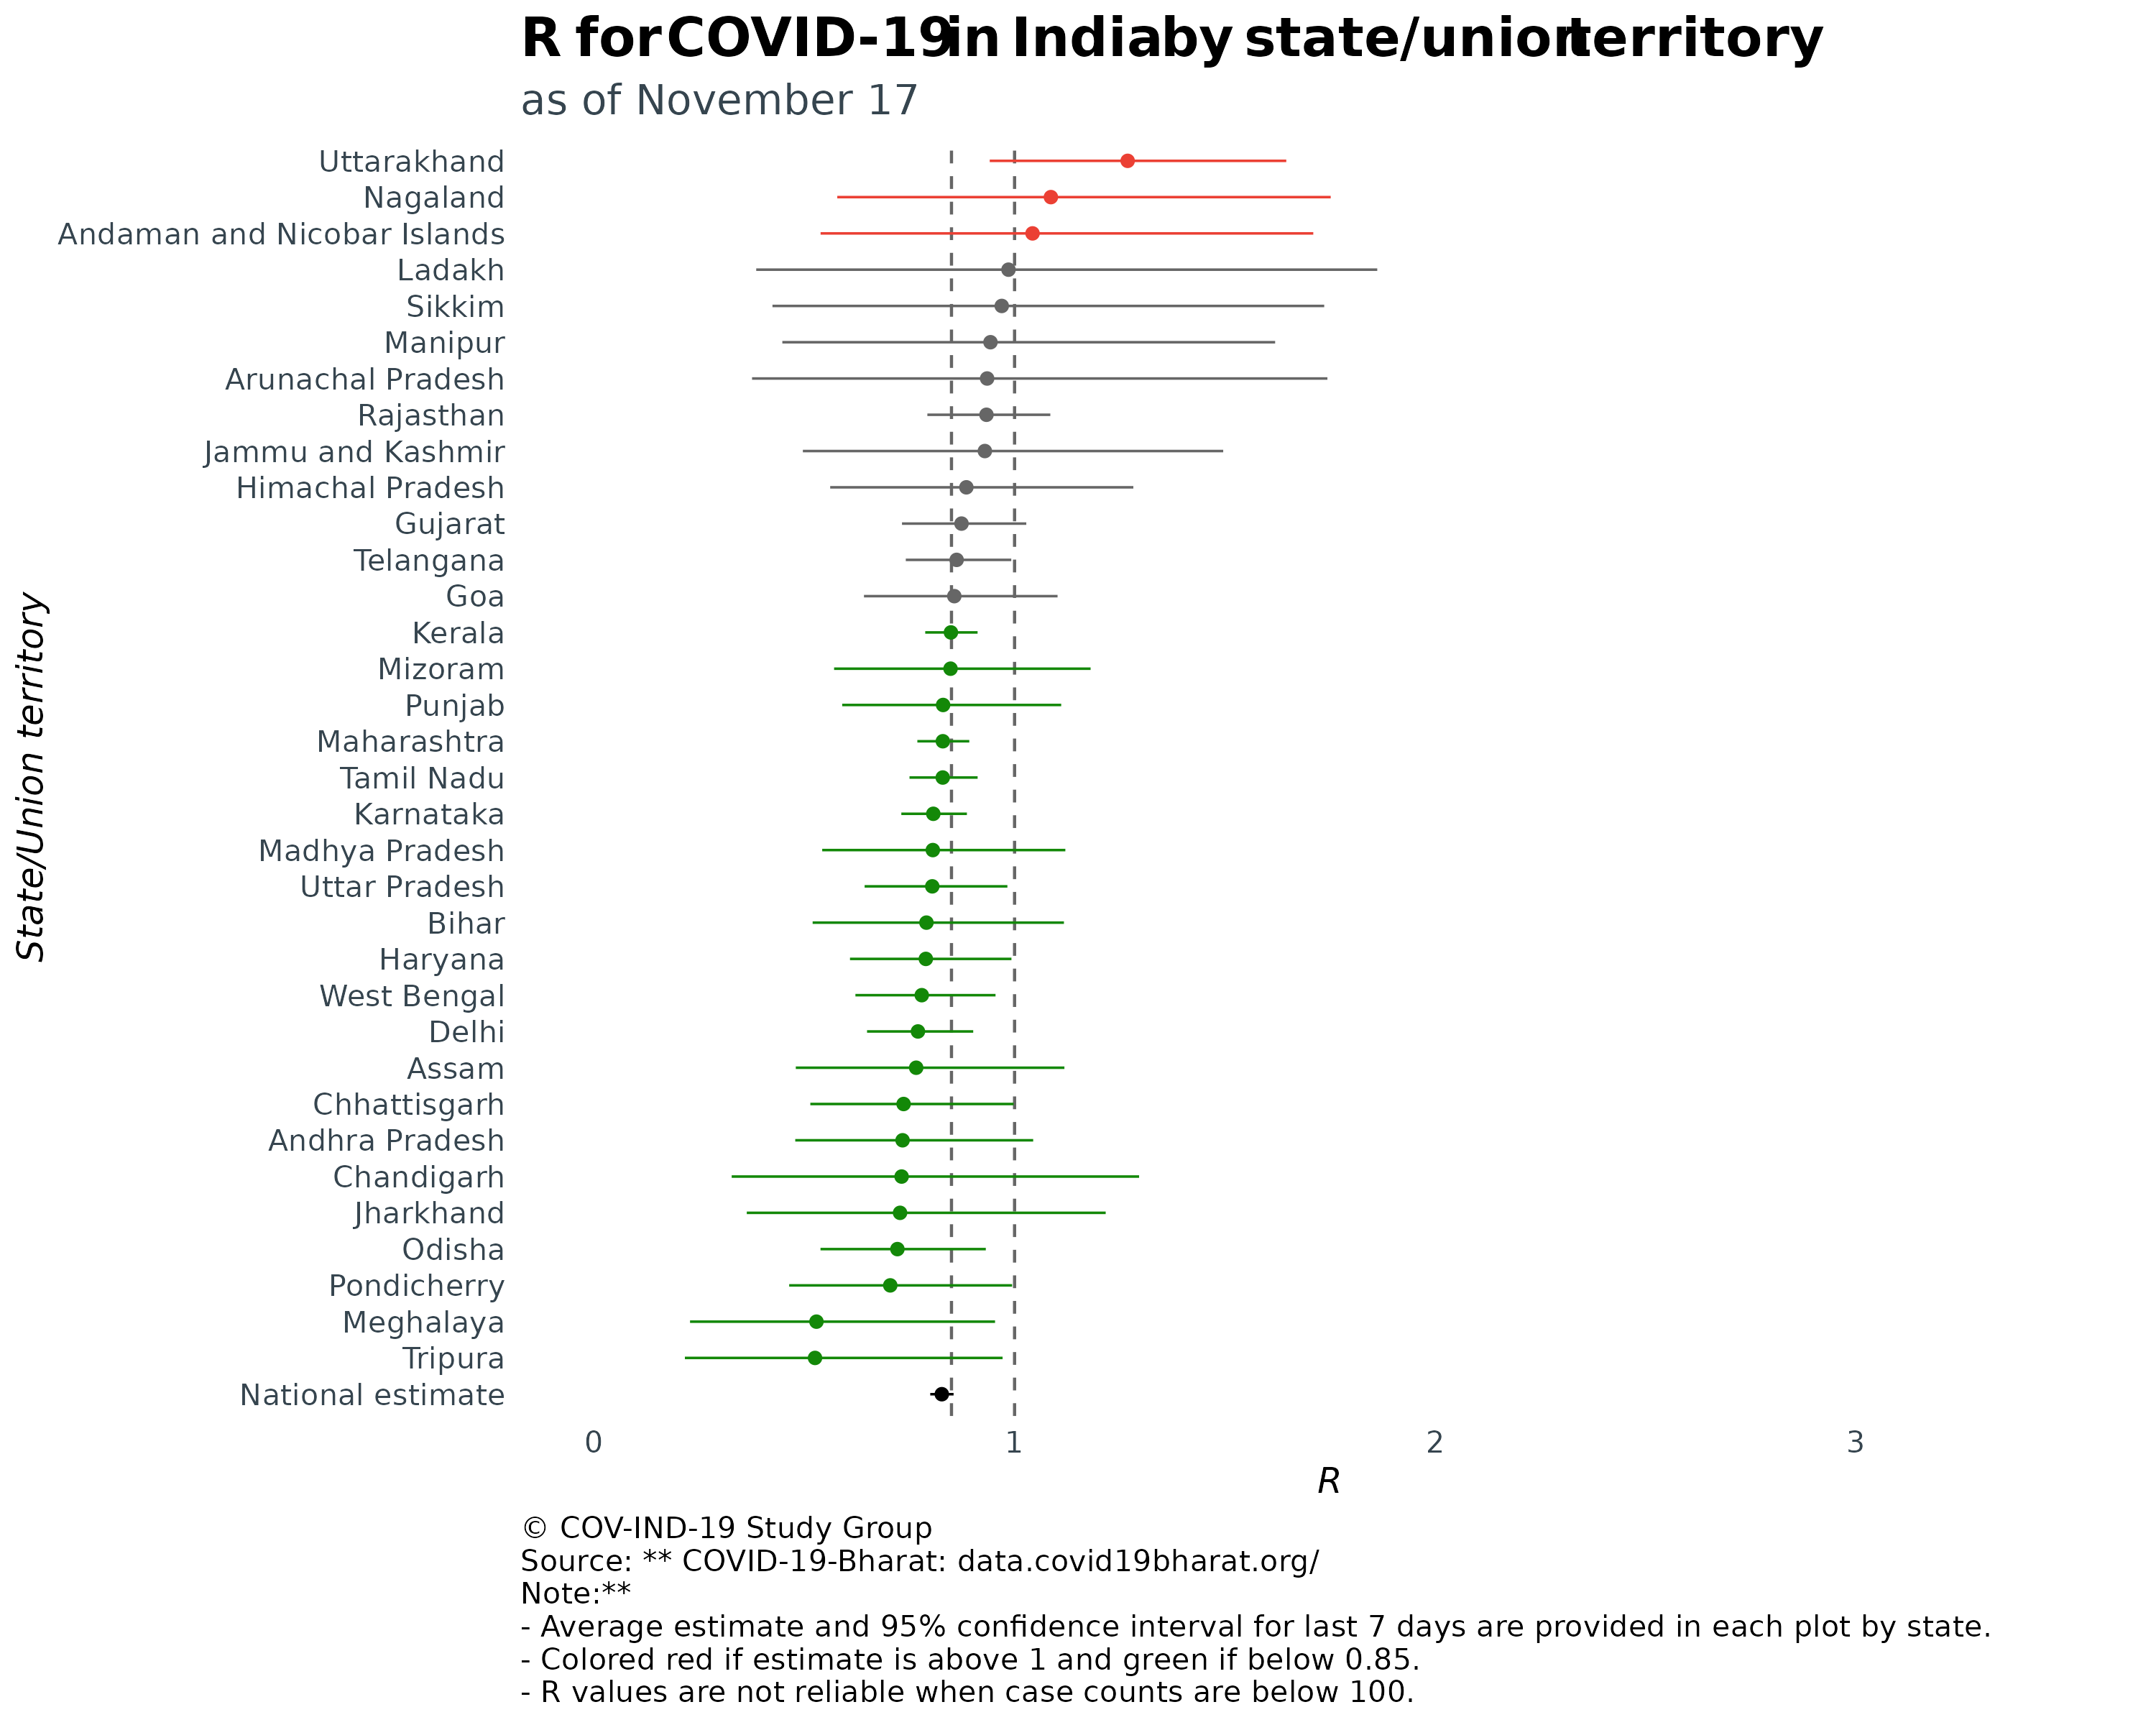 R for COVID-19 in India by state/union territory
as of November 17
Uttarakhand
Nagaland
Andaman and Nicobar Islands
Ladakh
Sikkim
Manipur
Arunachal Pradesh
Rajasthan
Jammu and Kashmir
Himachal Pradesh
Gujarat
Telangana
Goa
Kerala
Mizoram
Punjab
Maharashtra
Tamil Nadu
Karnataka
Madhya Pradesh
Uttar Pradesh
Bihar
Haryana
West Bengal
Delhi
Assam
Chhattisgarh
Andhra Pradesh
Chandigarh
Jharkhand
Odisha
Pondicherry
Meghalaya
Tripura
National estimate
State/Union territory
0 1 2 3
R
© COV-IND-19 Study Group
Source: ** COVID-19-Bharat: data.covid19bharat.org/
Note:**
- Average estimate and 95% confidence interval for last 7 days are provided in each plot by state.
- Colored red if estimate is above 1 and green if below 0.85.
- R values are not reliable when case counts are below 100.